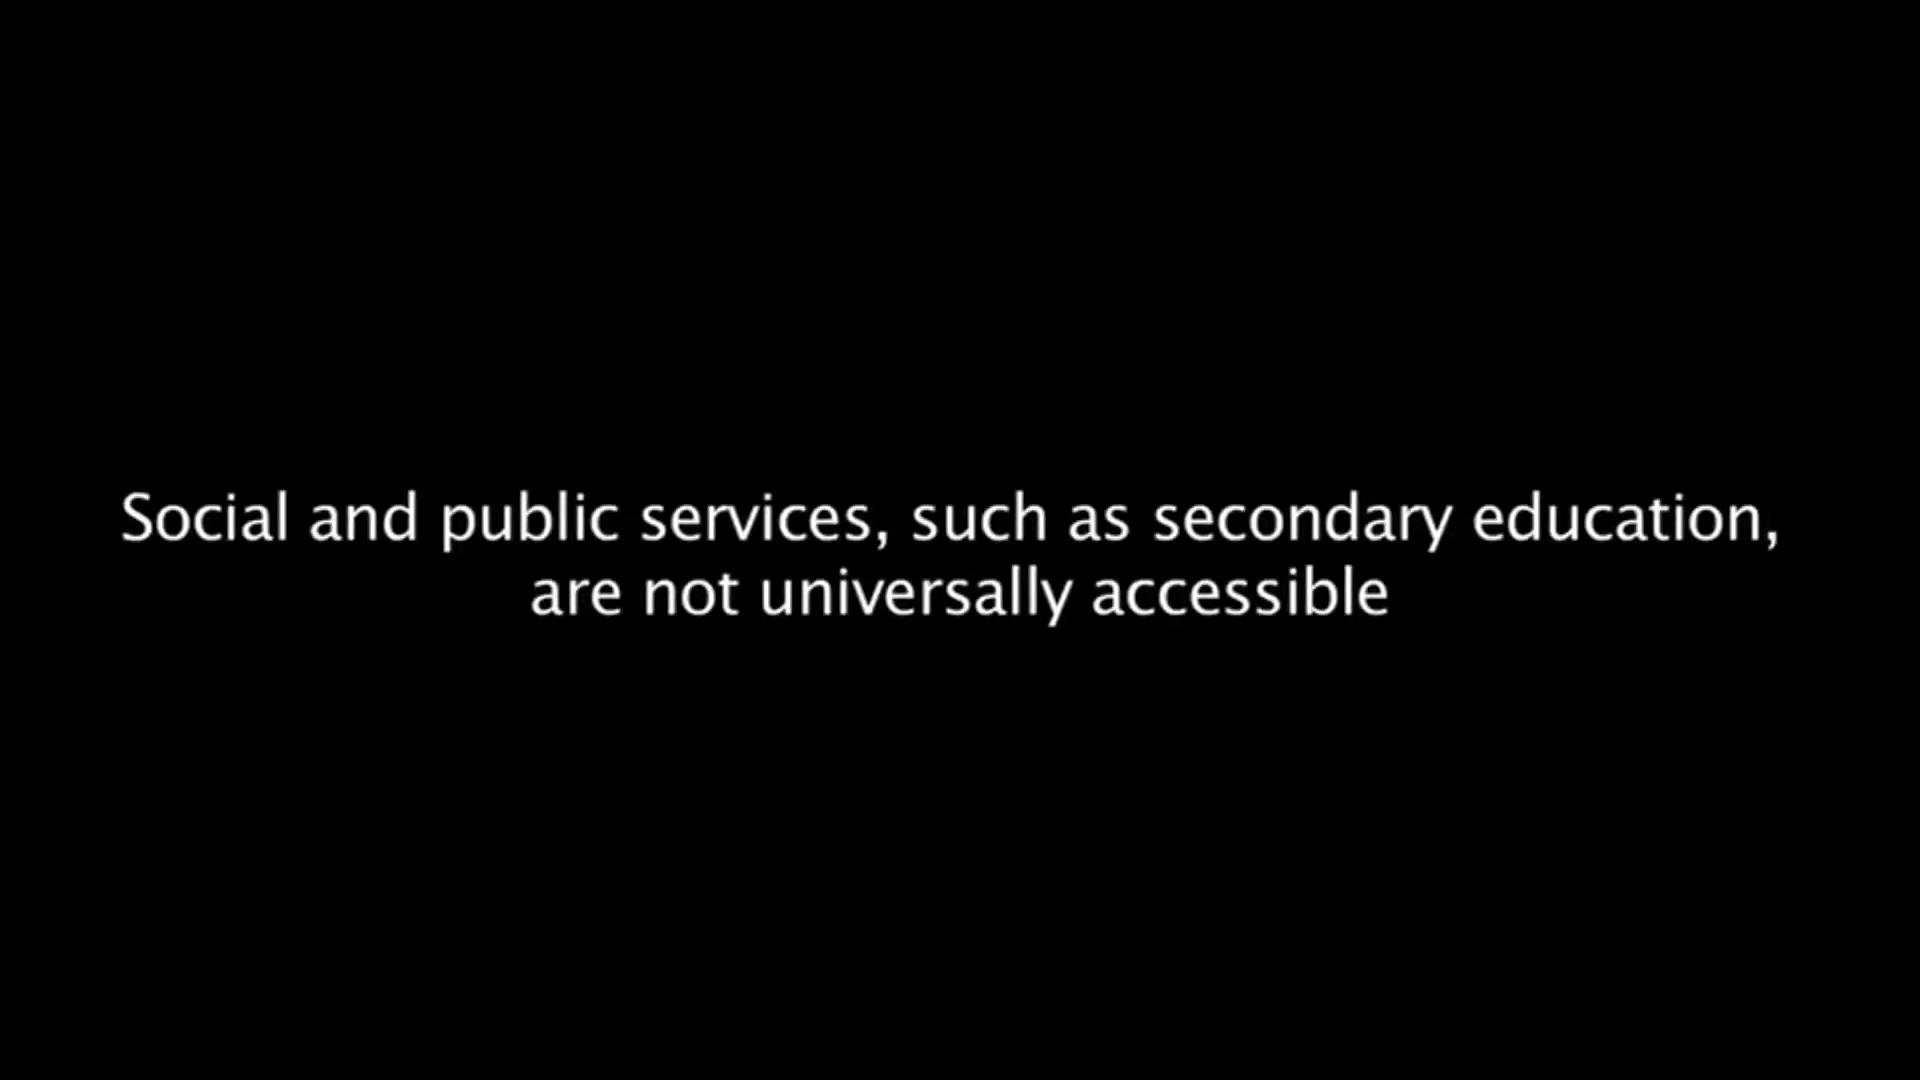 Social and public services, such as secondary education,
are not universally accessible